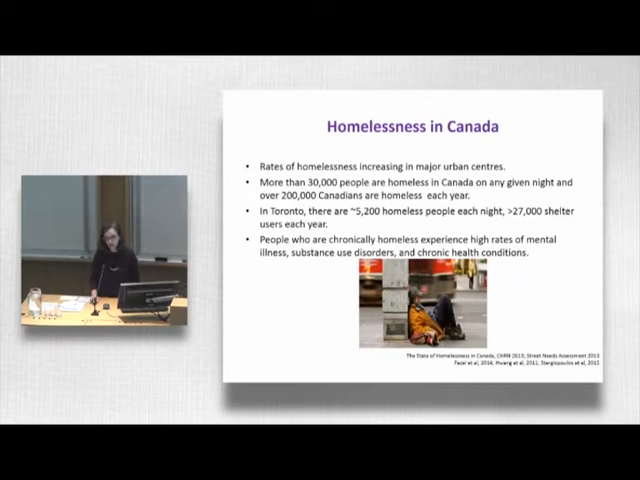 Homelessness in Canada
• Rates of homelessness increasing in major urban centres.
• More than 30,000 people are homeless in Canada on any given night and
over 200,000 Canadians are homeless each year.
• In Toronto, there are ~5,200 homeless people each night, >27,000 shelter
users each year.
• People who are chronically homeless experience high rates of mental
illness, substance use disorders, and chronic health conditions.
The State of Homelessness in Canada, CHRN 2013; Street Needs Assessment 2013
Fazel et al, 2014, Hwang et al, 2011, Stergiopoulos et al, 2015